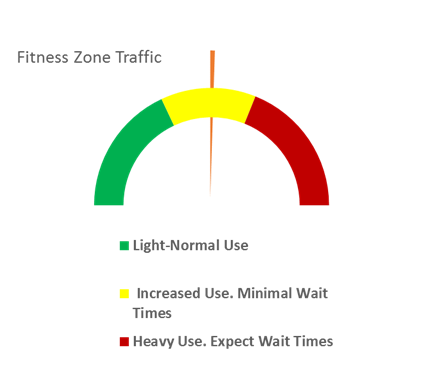 Fitness Zone Traffic
Light-Normal Use
Increased Use. Minimal Wait
Times
Heavy Use. Expect Wait Times